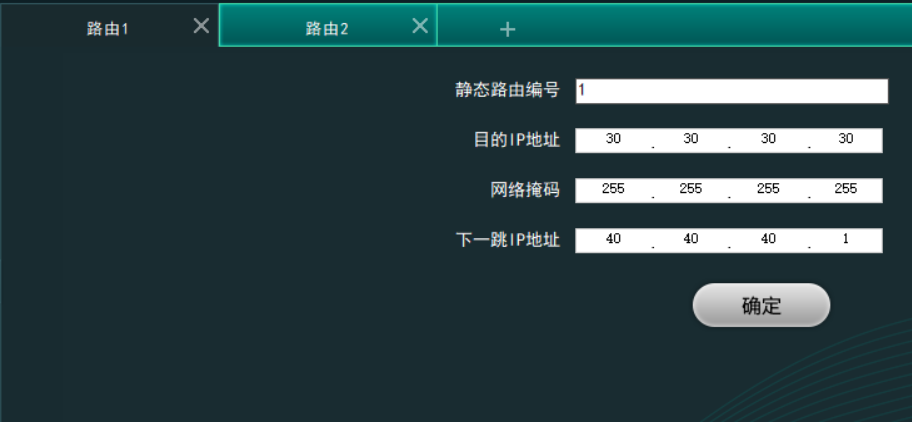 路由1 × 路由2 × +
静态路由编号 1
目的IP地址 30 . 30 . 30 . 30
网络掩码 255 . 255 . 255 . 255
下一跳IP地址 40 . 40 . 40 . 1
确定